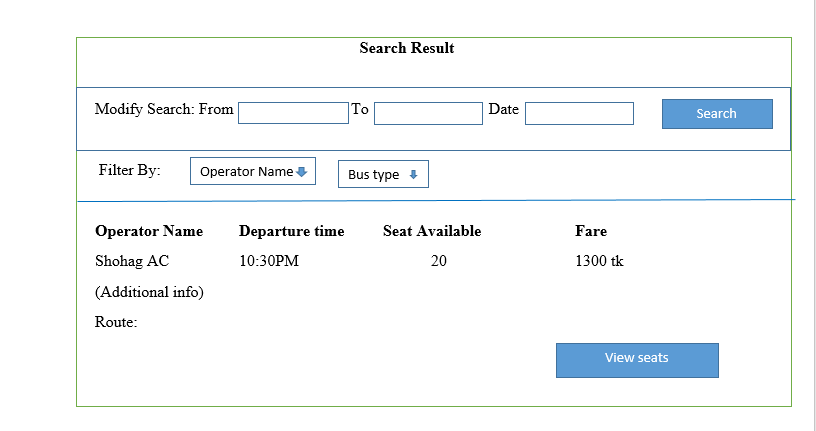 Search Result
Modify Search: From To Date Search
Filter By: Operator Name Bus type
Operator Name Departure time Seat Available Fare
Shohag AC 10:30PM 20 1300 tk
(Additional info)
Route:
View seats